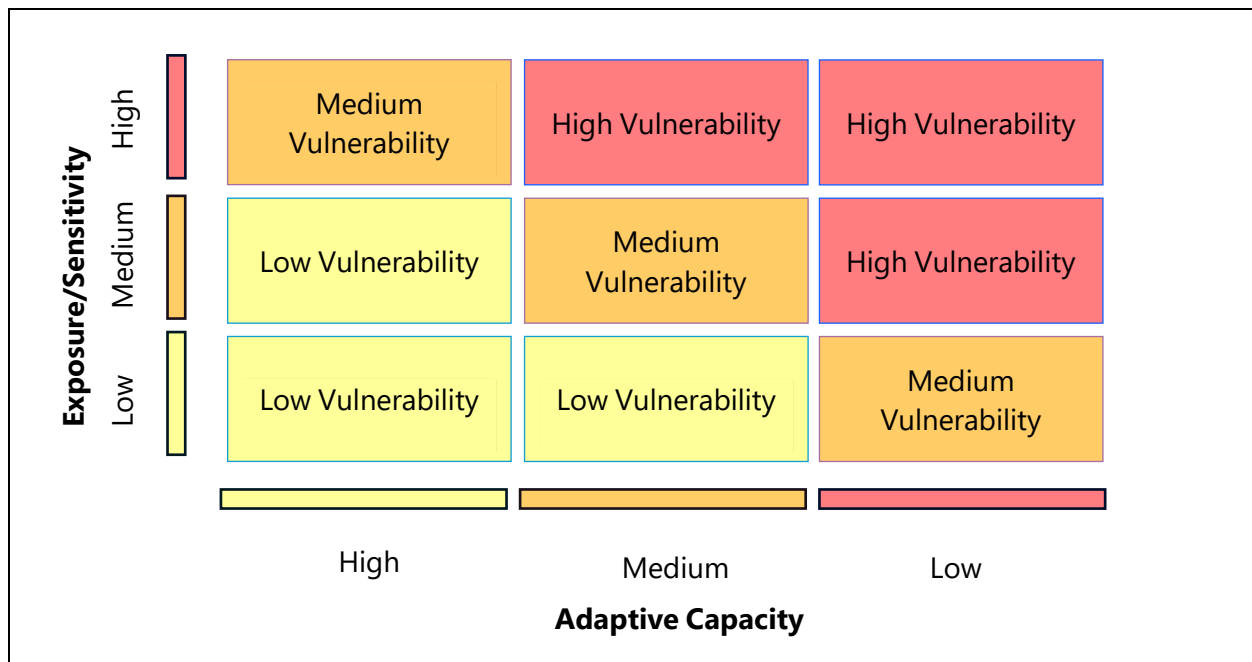 Exposure/Sensitivity
High
Medium
Vulnerability
High Vulnerability
High Vulnerability
Medium
Low Vulnerability
Medium
Vulnerability
High Vulnerability
Low
Low Vulnerability
Low Vulnerability
Medium
Vulnerability
High
Medium
Low
Adaptive Capacity